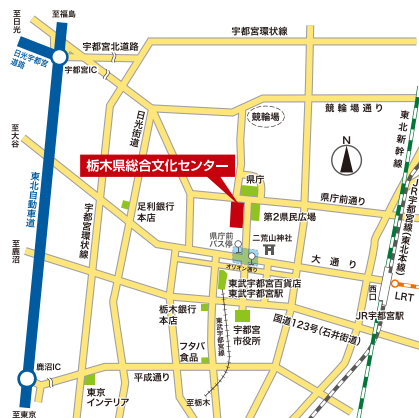 至福島
至日光
日光宇都宮
道路
宇都宮北道路
宇都宮環状線
宇都宮IC
競輪場通り
競輪場
日光街道
至大谷
N
東北新幹線
栃木県総合文化センター
県庁
県庁前通り
JR宇都宮線(東北本線)
東北自動車道
宇都宮環状線
足利銀行
本店
第2県民広場
県庁前
バス停
二荒山神社
至鹿沼
大通り
オリオン通り
東武宇都宮百貨店
東武宇都宮駅
西口
LRT
JR宇都宮駅
栃木銀行
本店
宇都宮
市役所
国道123号(石井街道)
東武宇都宮線
フタバ
食品
鹿沼IC
平成通り
東京
インテリア
至栃木
至東京